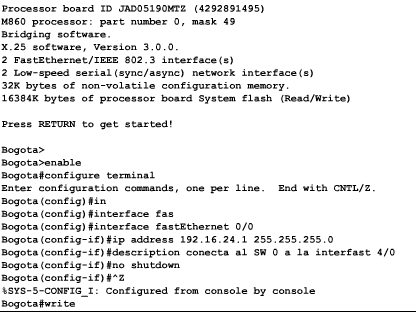 Processor board ID JAD05190MTZ (4292891495)
M860 processor: part number 0, mask 49
Bridging software.
X.25 software, Version 3.0.0.
2 FastEthernet/IEEE 802.3 interface(s)
2 Low-speed serial(sync/async) network interface(s)
32K bytes of non-volatile configuration memory.
16384K bytes of processor board System flash (Read/Write)
Press RETURN to get started!
Bogota>
Bogota>enable
Bogota#configure terminal
Enter configuration commands, one per line.  End with CNTL/Z.
Bogota(config)#in
Bogota(config)#interface fas
Bogota(config)#interface fastEthernet 0/0
Bogota(config-if)#ip address 192.16.24.1 255.255.255.0
Bogota(config-if)#description conecta al SW 0 a la interfast 4/0
Bogota(config-if)#no shutdown
Bogota(config-if)#^Z
%SYS-5-CONFIG_I: Configured from console by console
Bogota#write